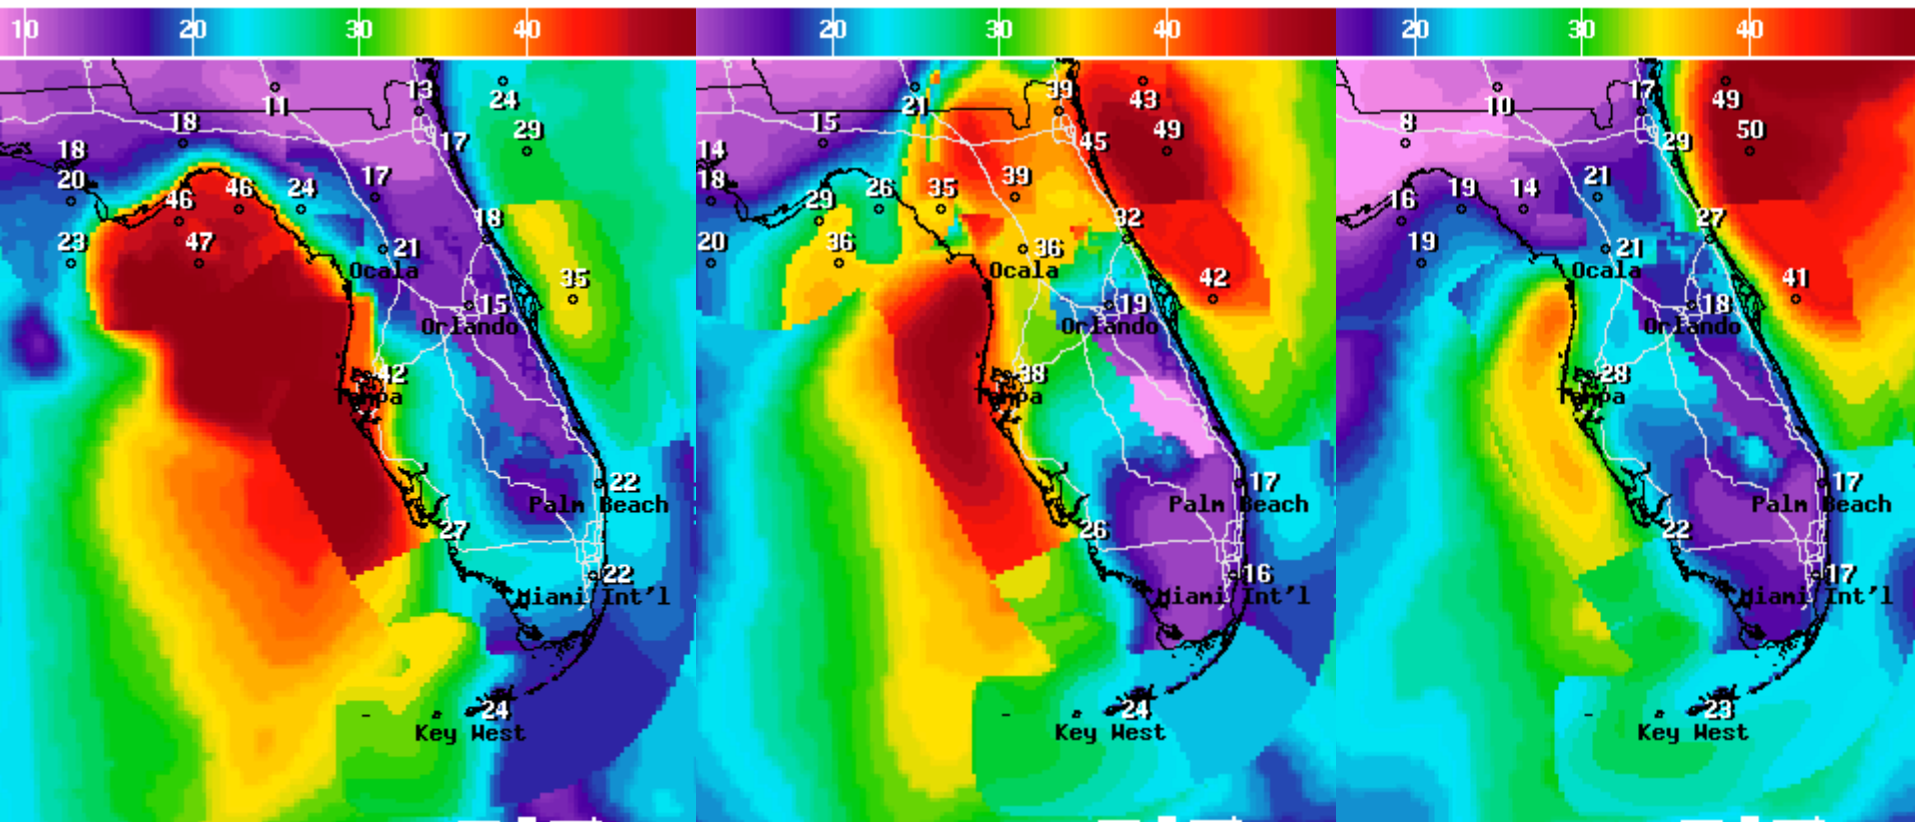 10 20 30 40
20 30 40
20 30 40
11 13 24
18 29
17
18
20 46 46 24 17
18
23 47 21
Ocala
15 35
Orlando
42
Tampa
22
Palm Beach
27
22
Miami Int'l
24
Key West
21 39 43
15 49
45
14
18 29 26 35 39
32
20 36 36
Ocala
19 42
Orlando
38
Tampa
17
Palm Beach
26
16
Miami Int'l
24
Key West
10 17 49
8 50
29
16 19 14 21
27
19 21
Ocala
18 41
Orlando
28
Tampa
17
Palm Beach
22
17
Miami Int'l
23
Key West